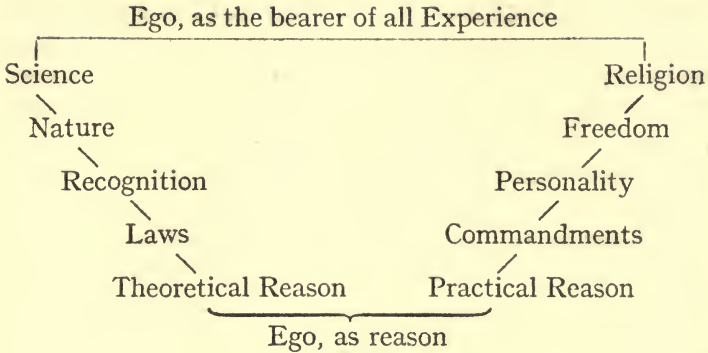 Ego, as the bearer of all Experience
Science Religion
Nature Freedom
Recognition Personality
Laws Commandments
Theoretical Reason Practical Reason
Ego, as reason